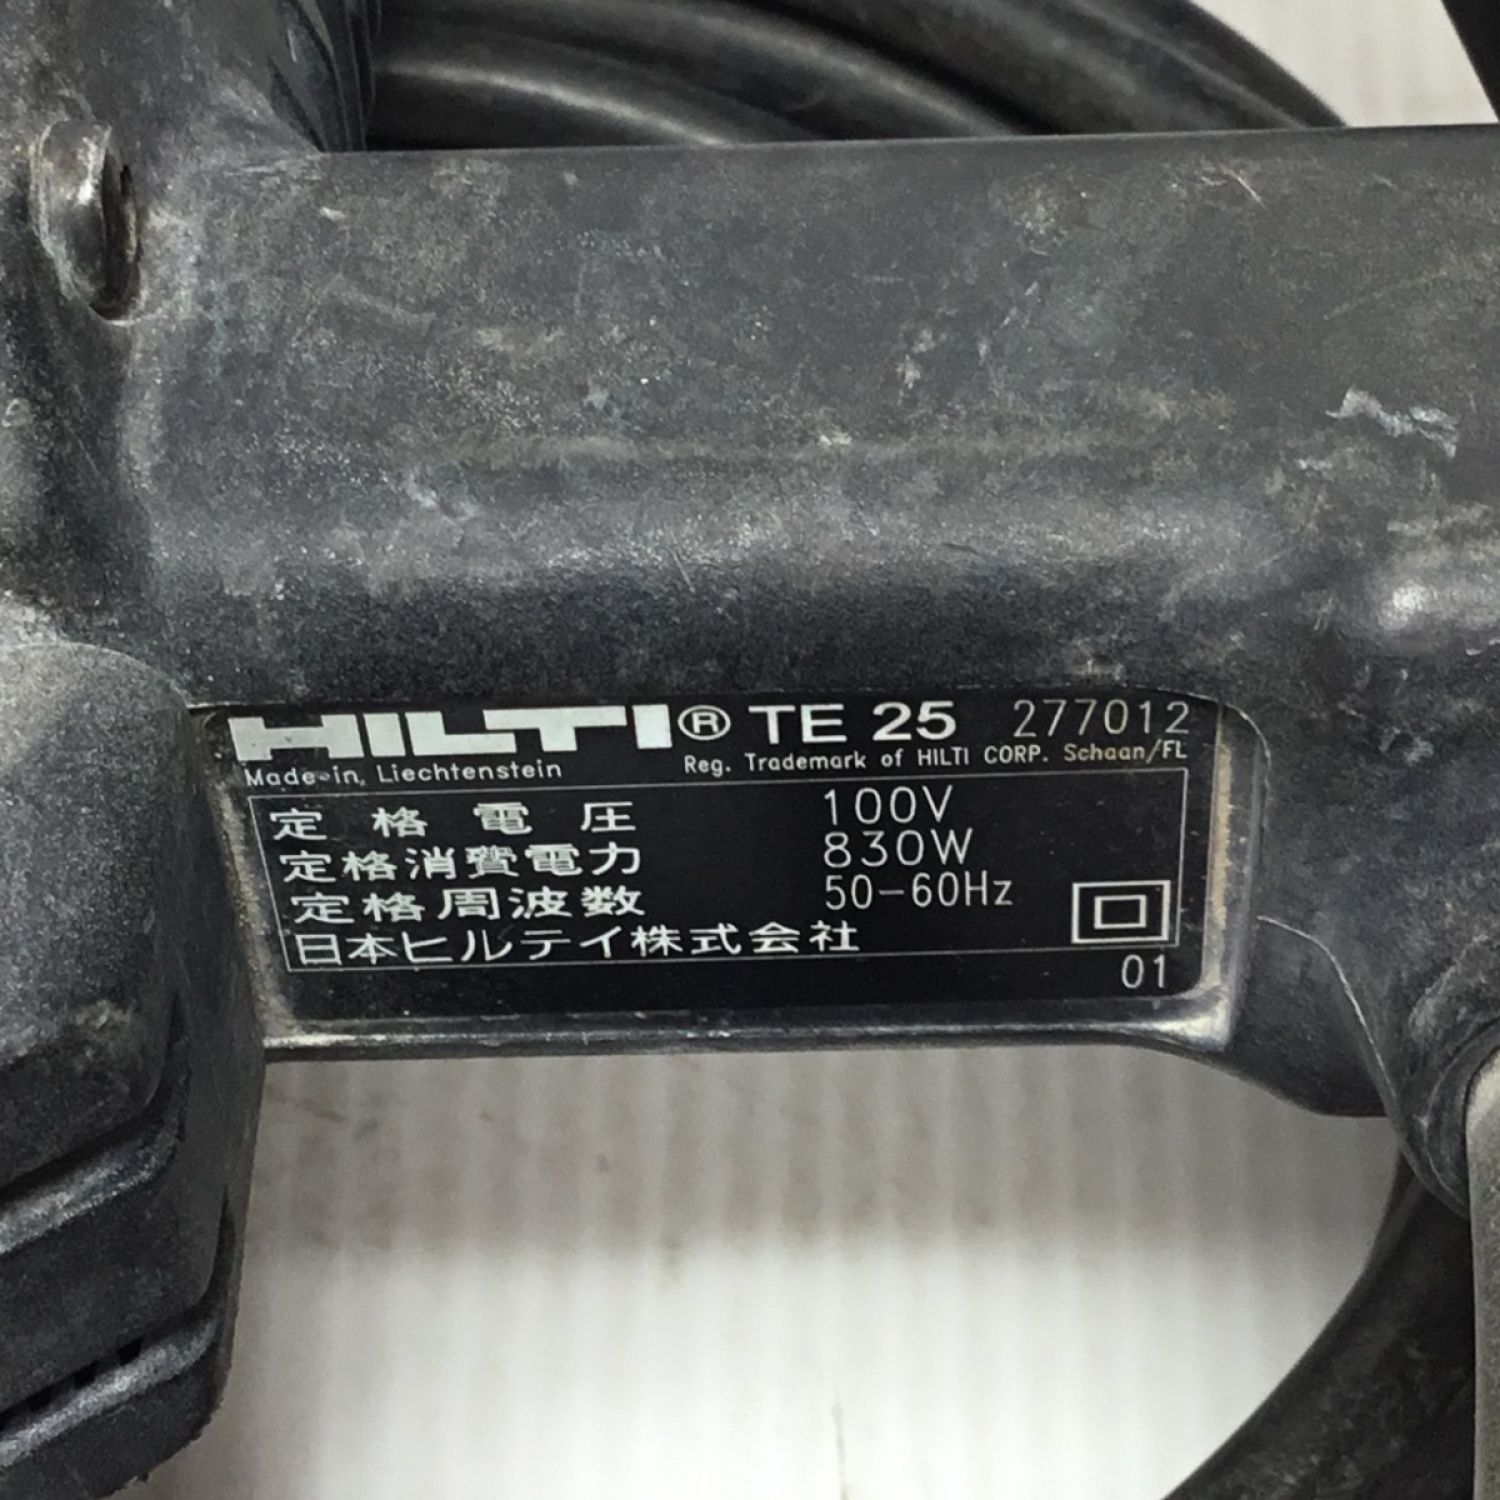 HILTI® TE 25 277012
Made in Liechtenstein Reg. Trademark of HILTI CORP. Schaan/FL
定格電圧 100V
定格消費電力 830W
定格周波数 50-60Hz
日本ヒルティ株式会社
01